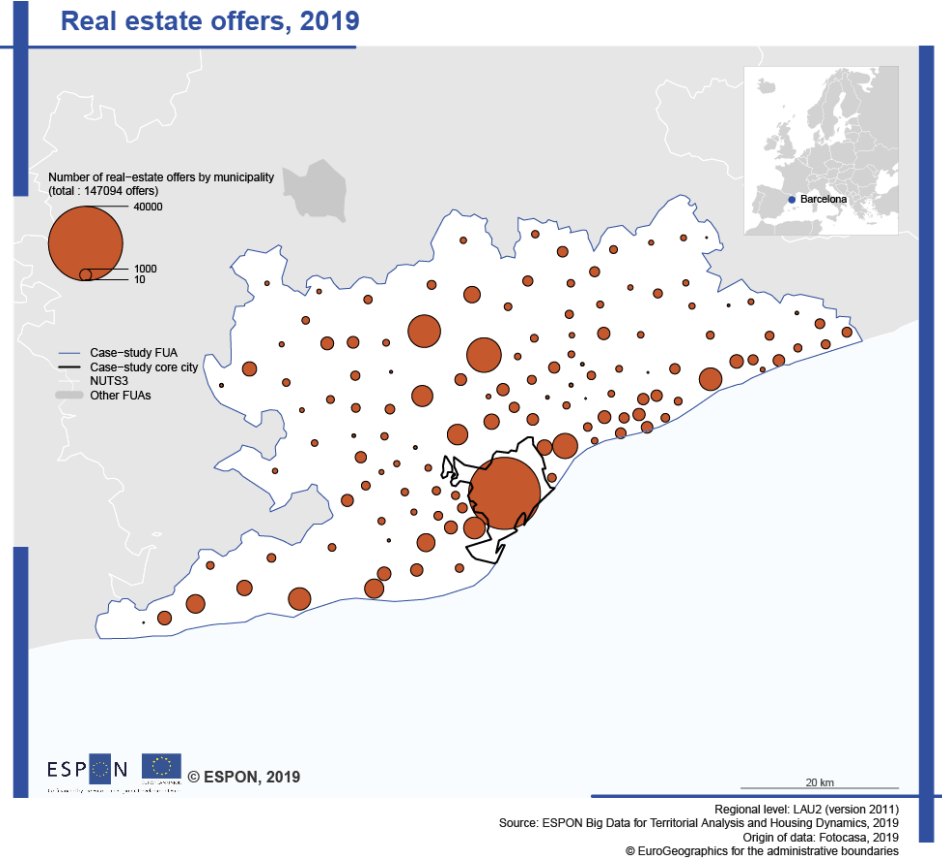 Real estate offers, 2019
Barcelona
Number of real−estate offers by municipality
(total : 147094 offers)
40000
1000
10
Case−study FUA
Case−study core city
NUTS3
Other FUAs
ESPON
© ESPON, 2019
20 km
Regional level: LAU2 (version 2011)
Source: ESPON Big Data for Territorial Analysis and Housing Dynamics, 2019
Origin of data: Fotocasa, 2019
© EuroGeographics for the administrative boundaries